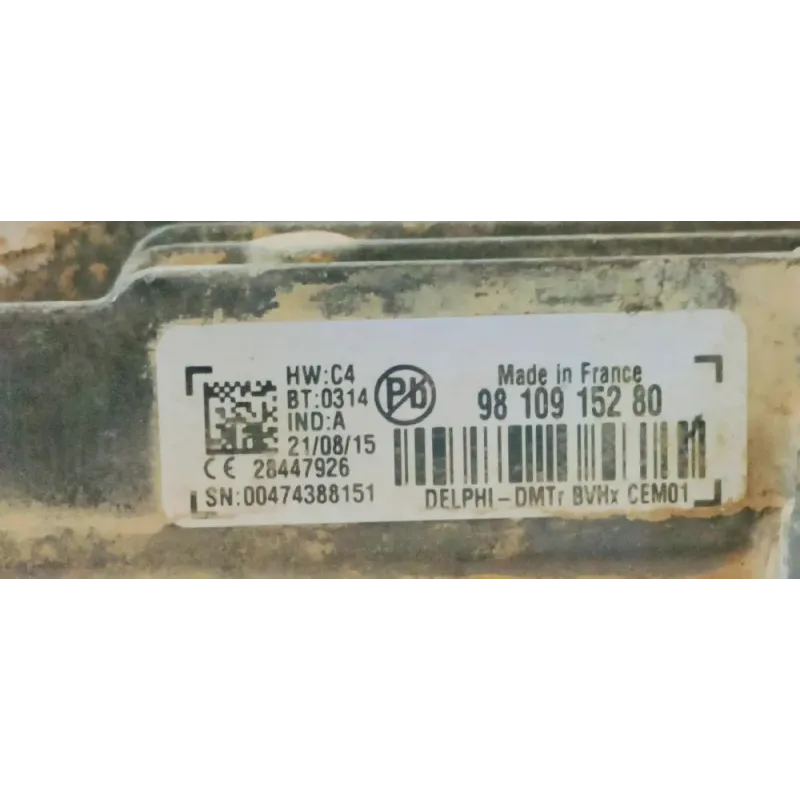 HW:C4
BT:0314
IND:A
21/08/15
CE 28447926
SN:00474388151
Pb
Made in France
98 109 152 80
DELPHI-DMTr BVHx CEM01